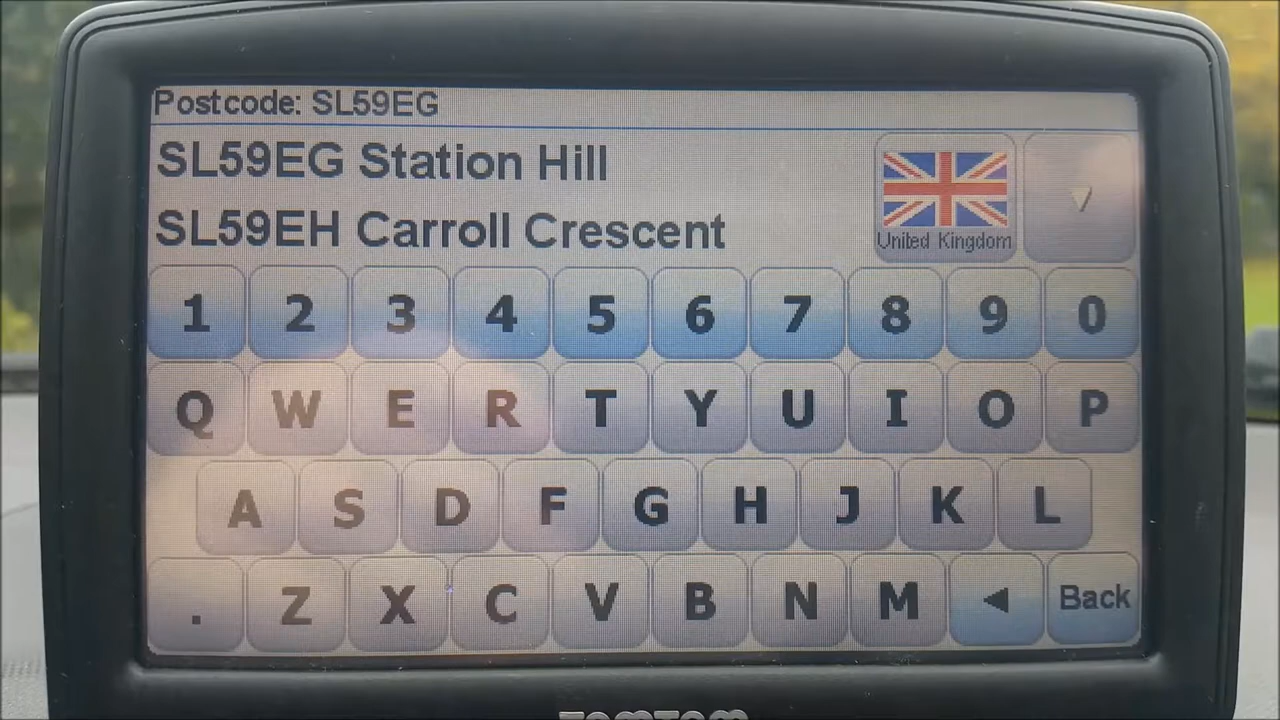 Postcode: SL59EG
SL59EG Station Hill
SL59EH Carroll Crescent
United Kingdom
1 2 3 4 5 6 7 8 9 0
Q W E R T Y U I O P
A S D F G H J K L
. Z X C V B N M Back
TOMTOM